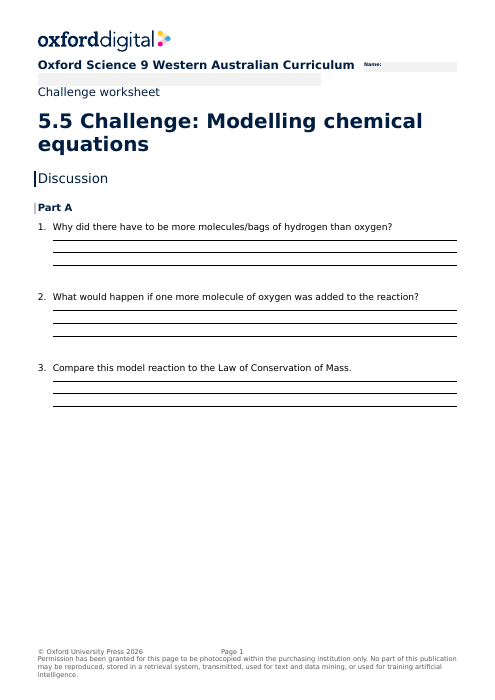 oxforddigital
Oxford Science 9 Western Australian Curriculum Name:
Challenge worksheet
5.5 Challenge: Modelling chemical
equations
Discussion
Part A
1. Why did there have to be more molecules/bags of hydrogen than oxygen?
2. What would happen if one more molecule of oxygen was added to the reaction?
3. Compare this model reaction to the Law of Conservation of Mass.
© Oxford University Press 2026 Page 1
Permission has been granted for this page to be photocopied within the purchasing institution only. No part of this publication
may be reproduced, stored in a retrieval system, transmitted, used for text and data mining, or used for training artificial
intelligence.